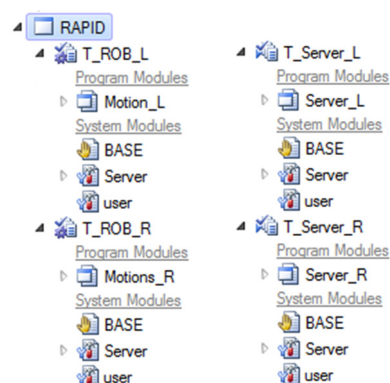 RAPID
T_ROB_L
Program Modules
Motion_L
System Modules
BASE
Server
user
T_ROB_R
Program Modules
Motions_R
System Modules
BASE
Server
user
T_Server_L
Program Modules
Server_L
System Modules
BASE
Server
user
T_Server_R
Program Modules
Server_R
System Modules
BASE
Server
user